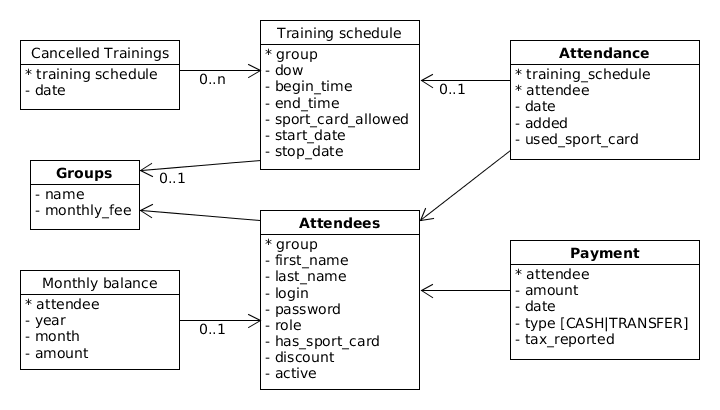 Cancelled Trainings
* training schedule
- date
0..n
Training schedule
* group
- dow
- begin_time
- end_time
- sport_card_allowed
- start_date
- stop_date
0..1
Attendance
* training_schedule
* attendee
- date
- added
- used_sport_card
Groups
- name
- monthly_fee
0..1
Attendees
* group
- first_name
- last_name
- login
- password
- role
- has_sport_card
- discount
- active
Monthly balance
* attendee
- year
- month
- amount
0..1
Payment
* attendee
- amount
- date
- type [CASH|TRANSFER]
- tax_reported